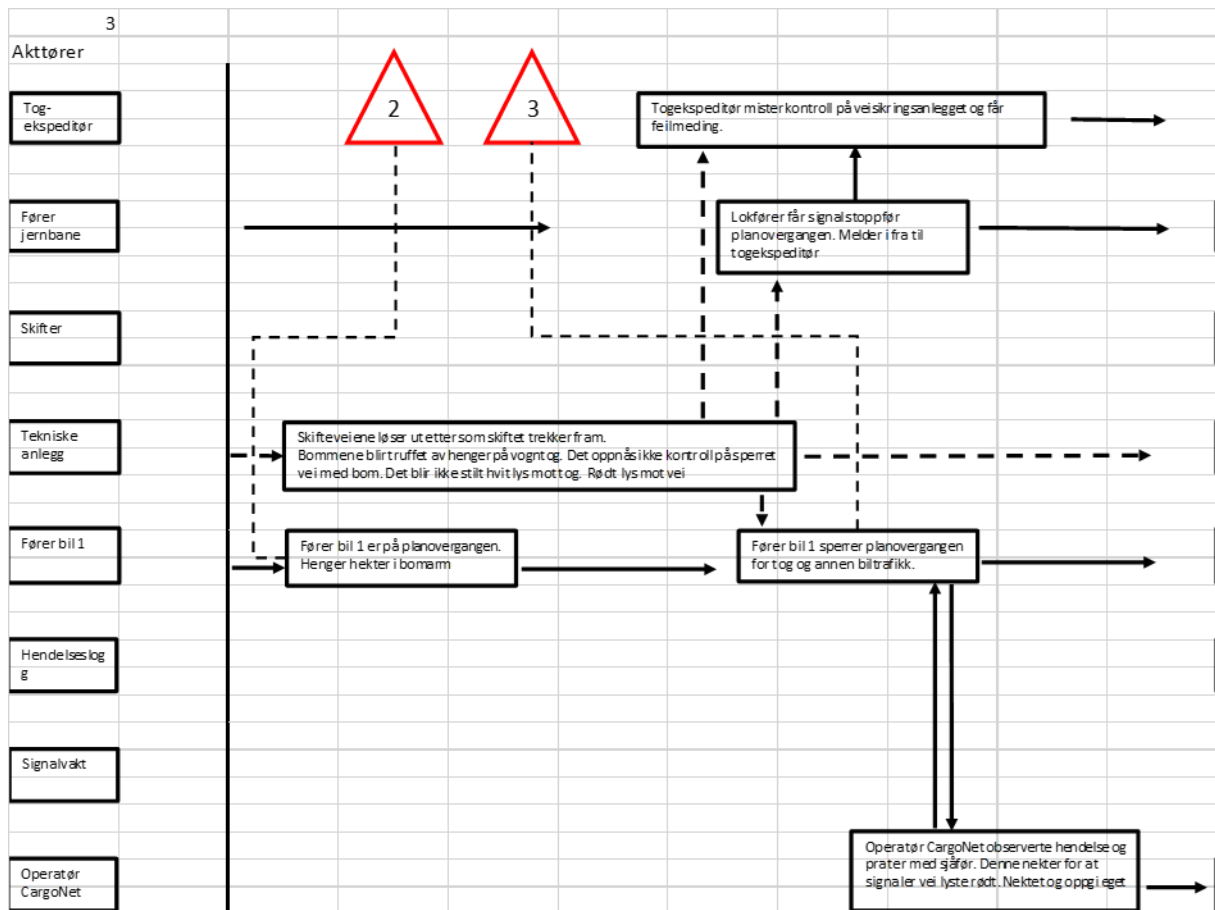 3
Akttører
Tog-
ekspeditør
2
3
Togekspeditør mister kontroll på veisikringsanlegget og får
feilmeding.
Fører
jernbane
Lokfører får signal stopp før
planovergangen. Melder i fra til
togekspeditør
Skifter
Tekniske
anlegg
Skifteveiene løser ut etter som skiftet trekker fram.
Bommene blir truffet av henger på vogntog. Det oppnås ikke kontroll på sperret
vei med bom. Det blir ikke stilt hvit lys mot tog. Rødt lys mot vei
Fører bil 1
Fører bil 1 er på planovergangen.
Henger hekter i bomarm
Fører bil 1 sperrer planovergangen
for tog og annen biltrafikk.
Hendelseslog
g
Signalvakt
Operatør
CargoNet
Operatør CargoNet observerte hendelse og
prater med sjåfør. Denne nekter for at
signaler vei lyste rødt. Nektet og oppgi eget